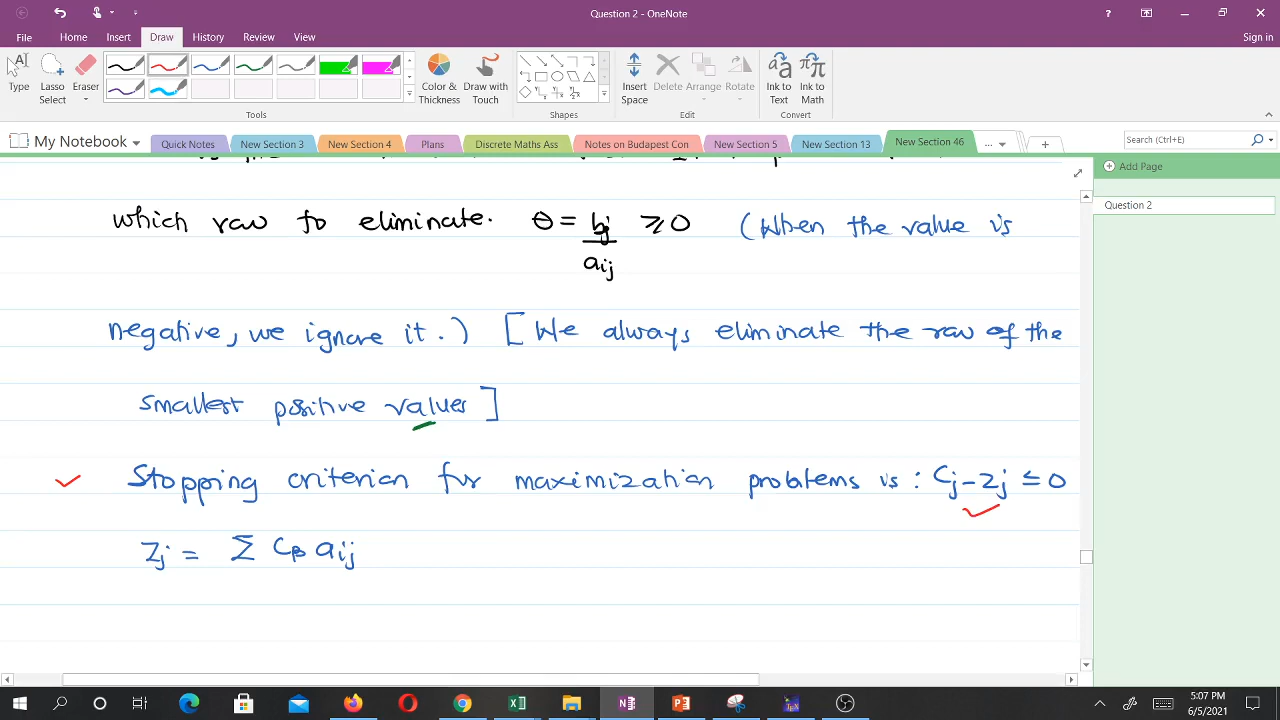 Question 2 - OneNote
?
File
Home
Insert
Draw
History
Review
View
Sign in
Type
Lasso
Select
Eraser
Color &
Thickness
Draw with
Touch
Insert
Space
Delete
Arrange
Rotate
Ink to
Text
Ink to
Math
Tools
Shapes
Edit
Convert
My Notebook
Quick Notes
New Section 3
New Section 4
Plans
Discrete Maths Ass
Notes on Budapest Con
New Section 5
New Section 13
New Section 46
...
Search (Ctrl+E)
Add Page
Question 2
which raw to eliminate. θ = bj/aij ≥ 0 (When the value is
negative, we ignore it.) [We always eliminate the raw of the
smallest positive values]
Stopping criterion for maximization problems is : Cj - Zj ≤ 0
Zj = Σ CB aij
5:07 PM
6/5/2021